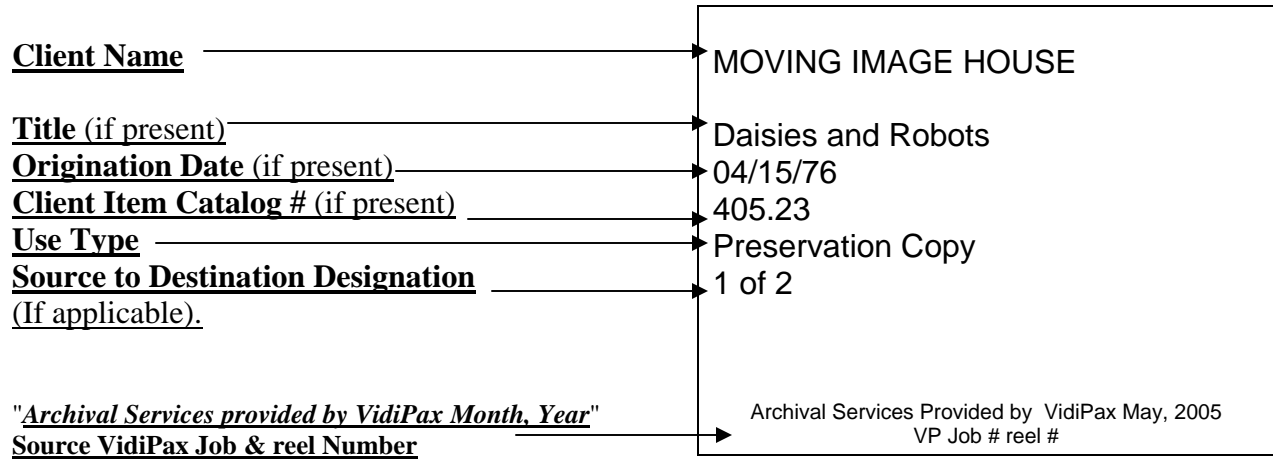 Client Name
MOVING IMAGE HOUSE
Title (if present)
Daisies and Robots
Origination Date (if present)
04/15/76
Client Item Catalog # (if present)
405.23
Use Type
Preservation Copy
Source to Destination Designation
(If applicable).
1 of 2
"Archival Services provided by VidiPax Month, Year"
Source VidiPax Job & reel Number
Archival Services Provided by VidiPax May, 2005
VP Job # reel #